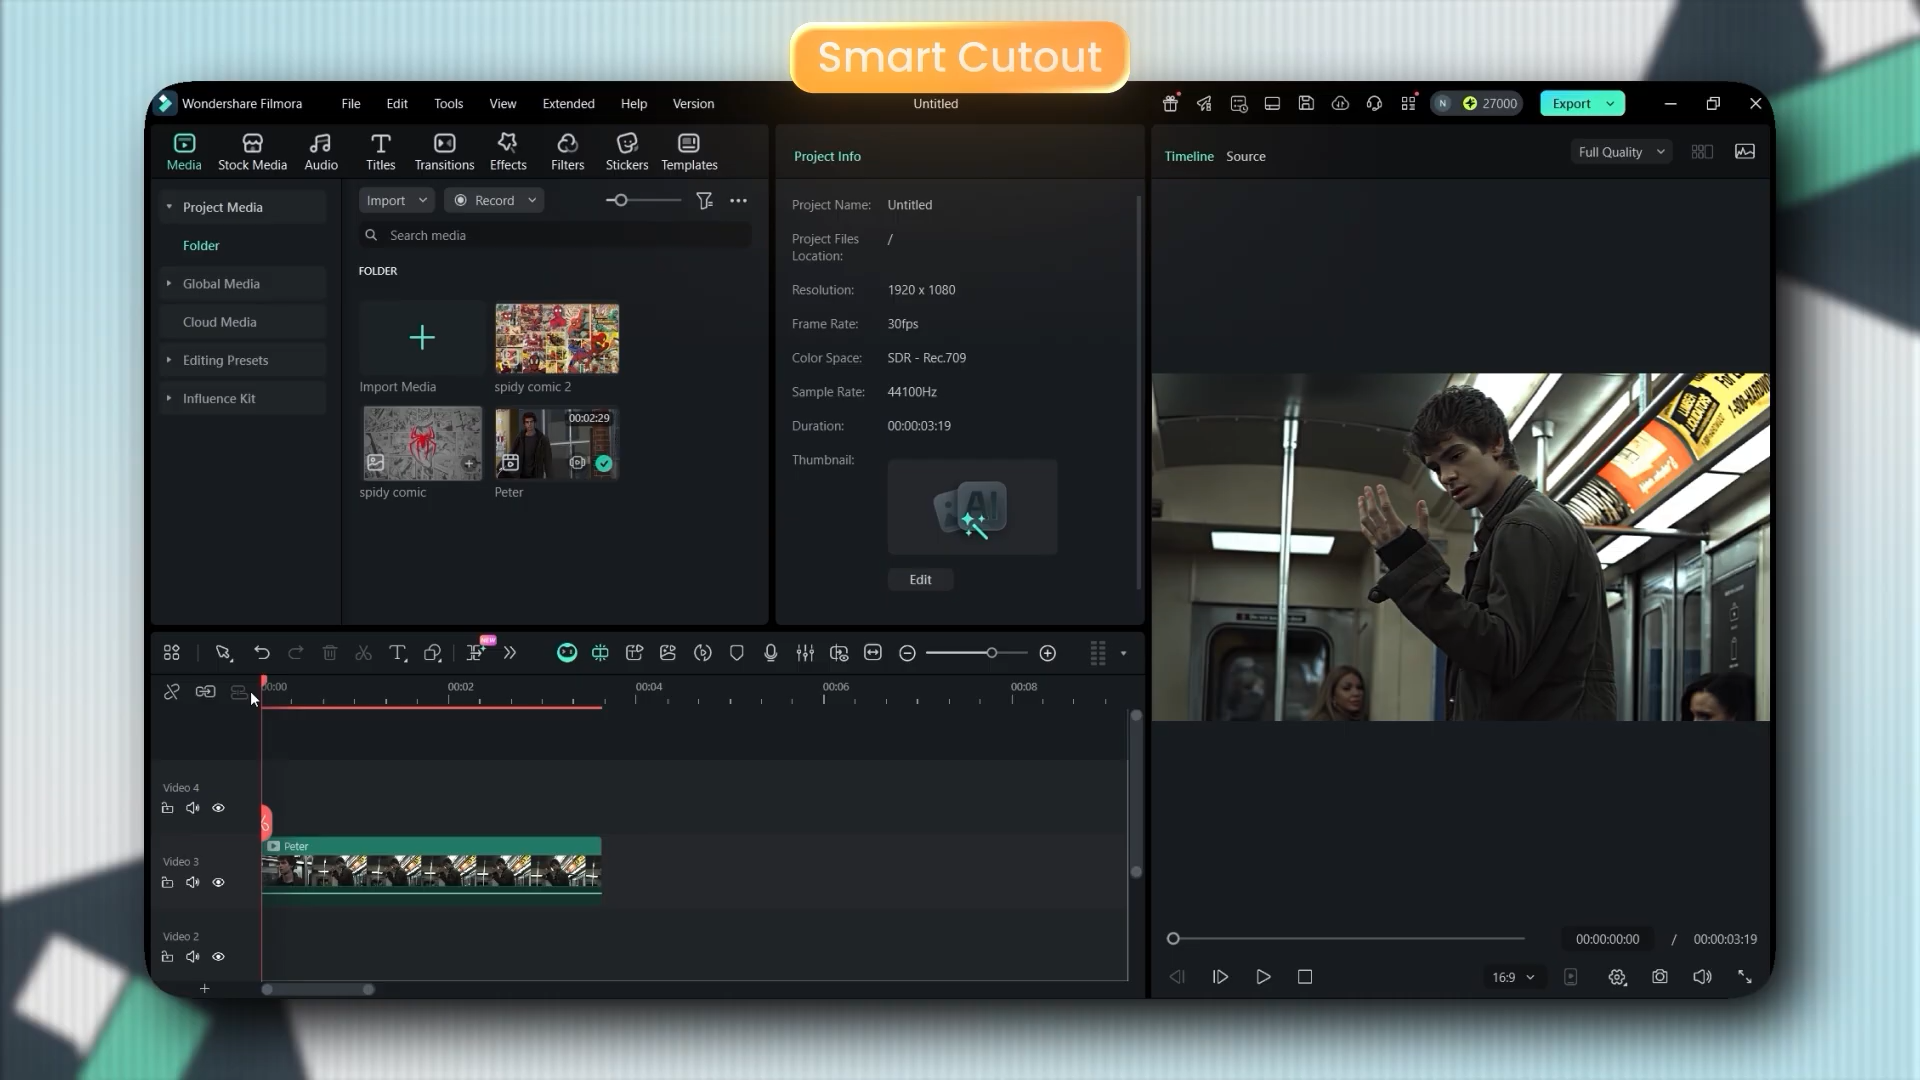 Smart Cutout
Wondershare Filmora
File
Edit
Tools
View
Extended
Help
Version
Untitled
N
27000
Export
Media
Stock Media
Audio
Titles
Transitions
Effects
Filters
Stickers
Templates
Project Info
Timeline
Source
Full Quality
Project Media
Folder
Global Media
Cloud Media
Editing Presets
Influence Kit
Import
Record
Search media
FOLDER
Import Media
spidy comic 2
spidy comic
00:02:29
Peter
Project Name:
Untitled
Project Files
Location:
/
Resolution:
1920 x 1080
Frame Rate:
30fps
Color Space:
SDR - Rec.709
Sample Rate:
44100Hz
Duration:
00:00:03:19
Thumbnail:
AI
Edit
NEW
00:02
00:04
00:06
00:08
Video 4
Video 3
Peter
Video 2
00:00:00:00
/
00:00:03:19
16:9